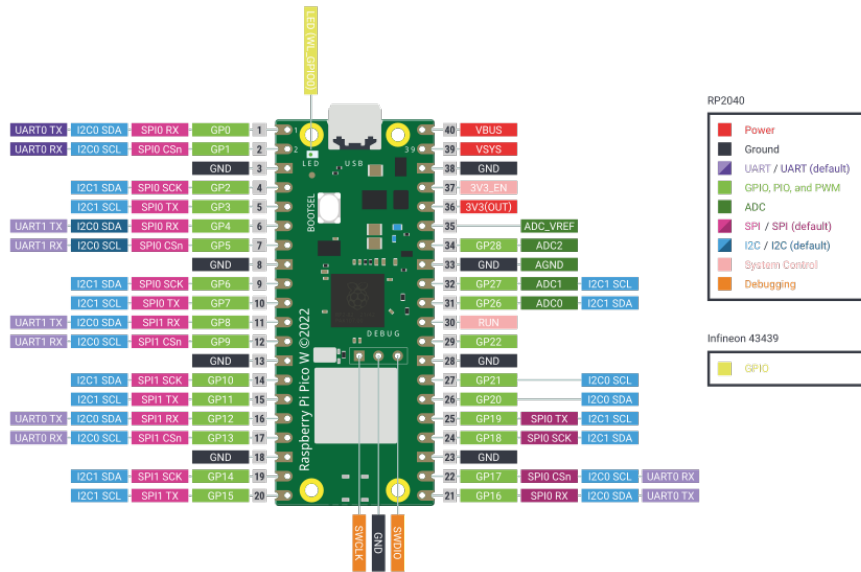 LED (WL_GPIO0)
UART0 TX I2C0 SDA SPI0 RX GP0 1
UART0 RX I2C0 SCL SPI0 CSn GP1 2
GND 3
I2C1 SDA SPI0 SCK GP2 4
I2C1 SCL SPI0 TX GP3 5
UART1 TX I2C0 SDA SPI0 RX GP4 6
UART1 RX I2C0 SCL SPI0 CSn GP5 7
GND 8
I2C1 SDA SPI0 SCK GP6 9
I2C1 SCL SPI0 TX GP7 10
UART1 TX I2C0 SDA SPI1 RX GP8 11
UART1 RX I2C0 SCL SPI1 CSn GP9 12
GND 13
I2C1 SDA SPI1 SCK GP10 14
I2C1 SCL SPI1 TX GP11 15
UART0 TX I2C0 SDA SPI1 RX GP12 16
UART0 RX I2C0 SCL SPI1 CSn GP13 17
GND 18
I2C1 SDA SPI1 SCK GP14 19
I2C1 SCL SPI1 TX GP15 20
1
2
39
LED
USB
BOOTSEL
DEBUG
Raspberry Pi Pico W ©2022
SWCLK
GND
SWDIO
40 VBUS
39 VSYS
38 GND
37 3V3_EN
36 3V3(OUT)
35 ADC_VREF
34 GP28 ADC2
33 GND AGND
32 GP27 ADC1 I2C1 SCL
31 GP26 ADC0 I2C1 SDA
30 RUN
29 GP22
28 GND
27 GP21 I2C0 SCL
26 GP20 I2C0 SDA
25 GP19 SPI0 TX I2C1 SCL
24 GP18 SPI0 SCK I2C1 SDA
23 GND
22 GP17 SPI0 CSn I2C0 SCL UART0 RX
21 GP16 SPI0 RX I2C0 SDA UART0 TX
RP2040
Power
Ground
UART / UART (default)
GPIO, PIO, and PWM
ADC
SPI / SPI (default)
I2C / I2C (default)
System Control
Debugging
Infineon 43439
GPIO